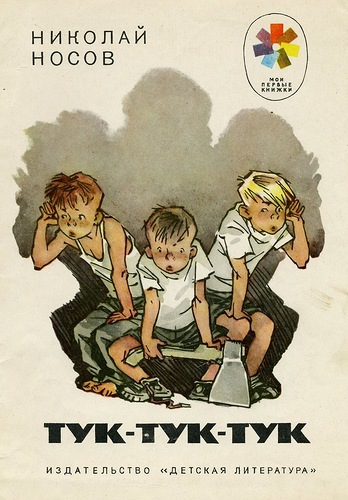 НИКОЛАЙ
НОСОВ
МОИ
ПЕРВЫЕ
КНИЖКИ
ТУК-ТУК-ТУК
ИЗДАТЕЛЬСТВО «ДЕТСКАЯ ЛИТЕРАТУРА»